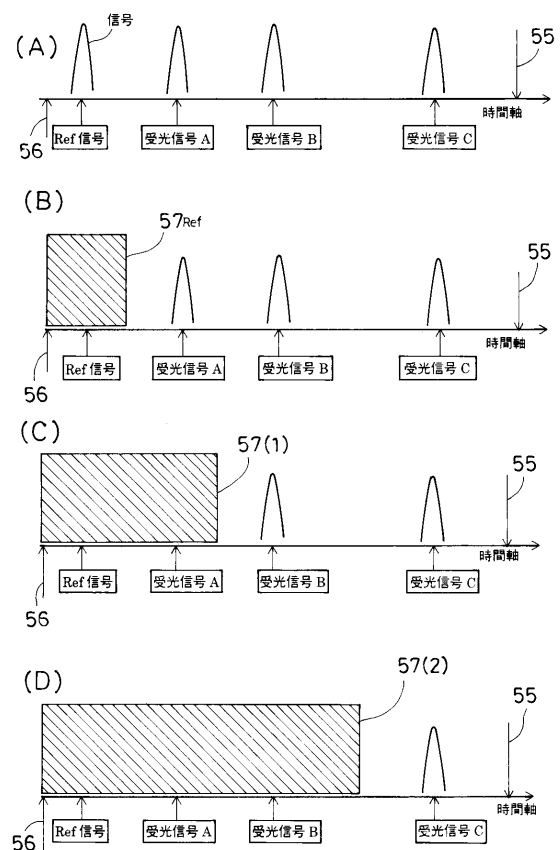 (A)
信号
55
時間軸
56
Ref 信号
受光信号 A
受光信号 B
受光信号 C
(B)
57Ref
55
時間軸
56
Ref 信号
受光信号 A
受光信号 B
受光信号 C
(C)
57(1)
55
時間軸
56
Ref 信号
受光信号 A
受光信号 B
受光信号 C
(D)
57(2)
55
時間軸
56
Ref 信号
受光信号 A
受光信号 B
受光信号 C